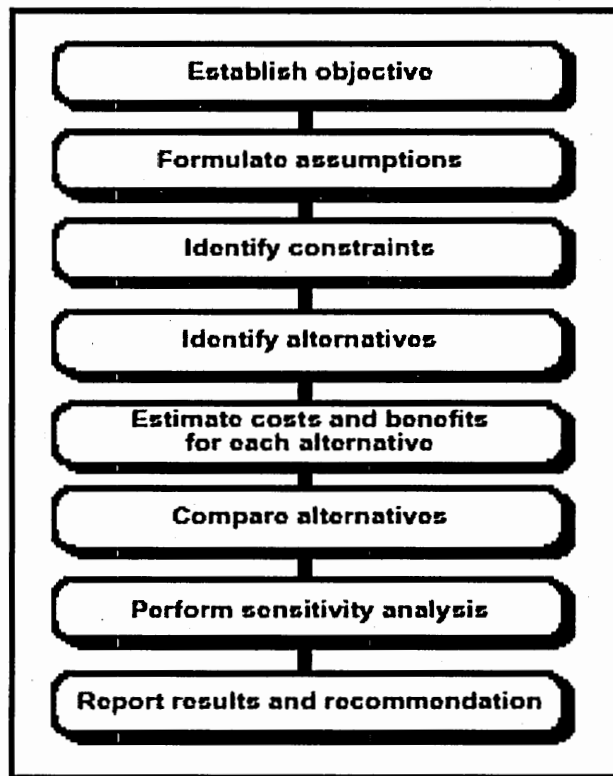 Establish objective
Formulate assumptions
Identify constraints
Identify alternatives
Estimate costs and benefits
for each alternative
Compare alternatives
Perform sensitivity analysis
Report results and recommendation